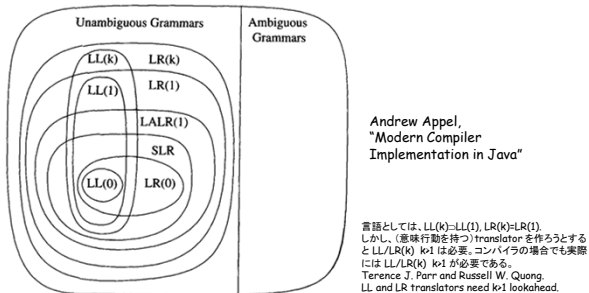 Unambiguous Grammars
Ambiguous
Grammars
LL(k)
LR(k)
LL(1)
LR(1)
LALR(1)
SLR
LL(0)
LR(0)
Andrew Appel,
“Modern Compiler
Implementation in Java”
言語としては、LL(k)⊃LL(1), LR(k)=LR(1).
しかし、(意味行動を持つ)translator を作ろうとする
と LL/LR(k) k>1 は必要。コンパイラの場合でも実際
には LL/LR(k) k>1 が必要である。
Terence J. Parr and Russell W. Quong.
LL and LR translators need k>1 lookahead.